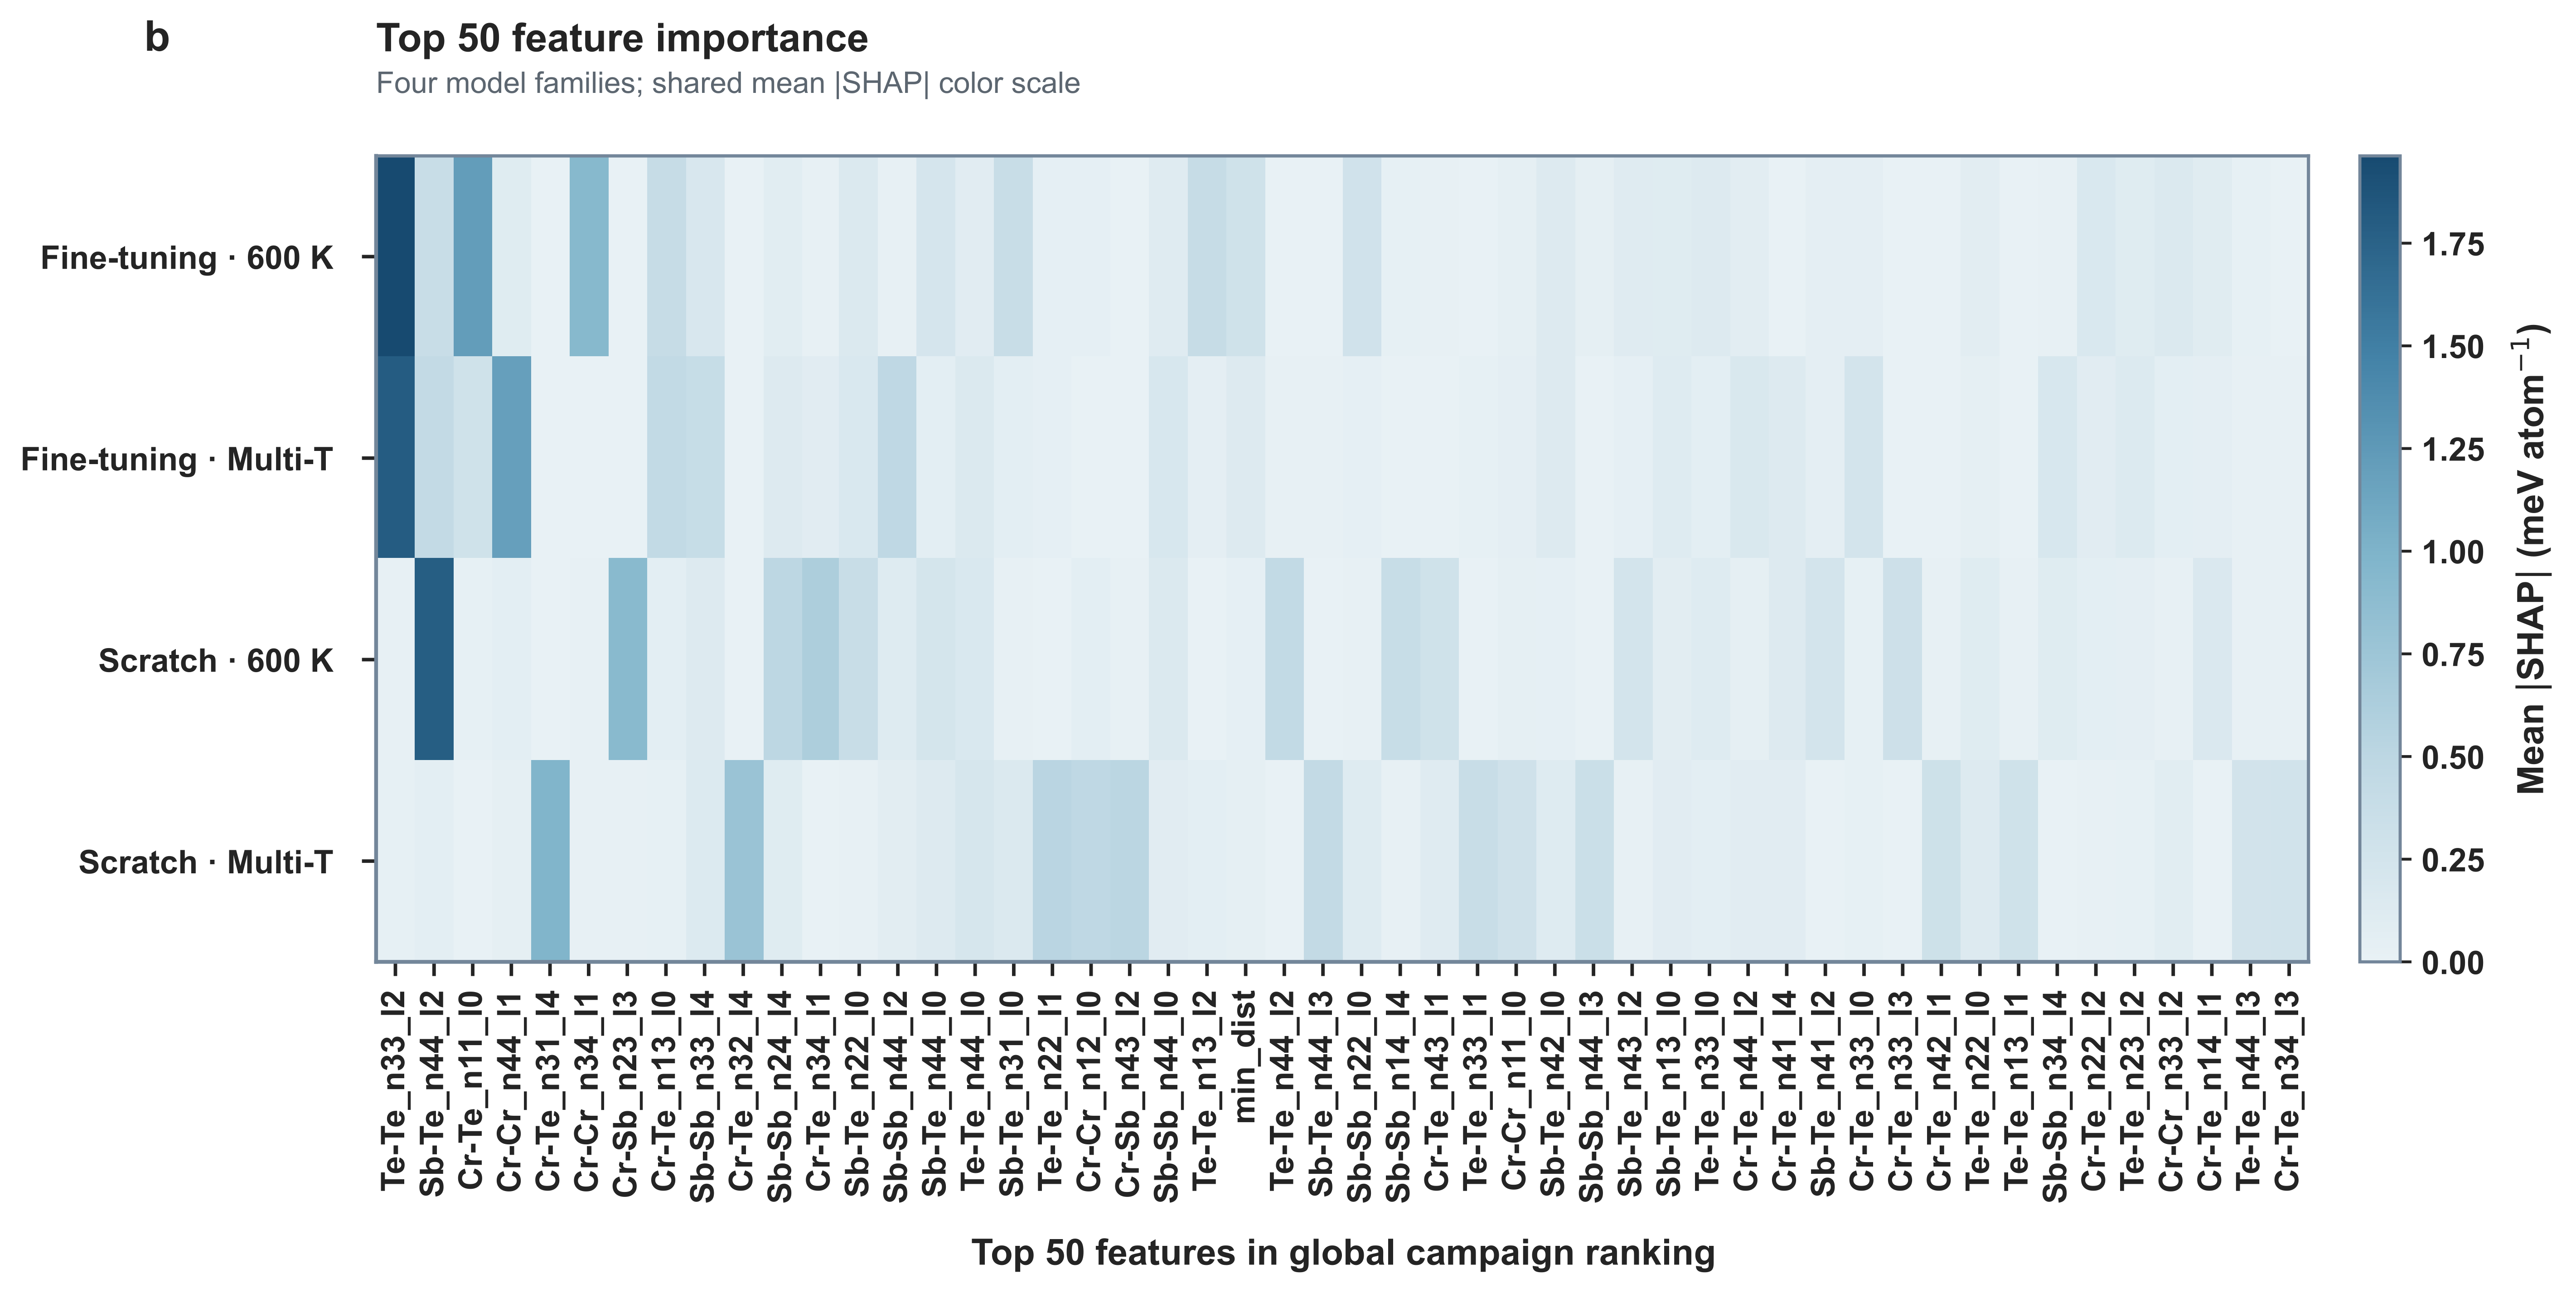 b
Top 50 feature importance
Four model families; shared mean |SHAP| color scale
Fine-tuning · 600 K
Fine-tuning · Multi-T
Scratch · 600 K
Scratch · Multi-T
Te-Te_n33_l2
Sb-Te_n44_l2
Cr-Te_n11_l0
Cr-Cr_n44_l1
Cr-Te_n31_l4
Cr-Cr_n34_l1
Cr-Sb_n23_l3
Cr-Te_n13_l0
Sb-Sb_n33_l4
Cr-Te_n32_l4
Sb-Sb_n24_l4
Cr-Te_n34_l1
Sb-Te_n22_l0
Sb-Sb_n44_l2
Sb-Te_n44_l0
Te-Te_n44_l0
Sb-Te_n31_l0
Te-Te_n22_l1
Cr-Cr_n12_l0
Cr-Sb_n43_l2
Sb-Sb_n44_l0
Te-Te_n13_l2
min_dist
Te-Te_n44_l2
Sb-Te_n44_l3
Sb-Sb_n22_l0
Sb-Sb_n14_l4
Cr-Te_n43_l1
Te-Te_n33_l1
Cr-Cr_n11_l0
Sb-Te_n42_l0
Sb-Sb_n44_l3
Sb-Te_n43_l2
Sb-Te_n13_l0
Te-Te_n33_l0
Cr-Te_n44_l2
Cr-Te_n41_l4
Sb-Te_n41_l2
Cr-Te_n33_l0
Cr-Cr_n33_l3
Cr-Te_n42_l1
Te-Te_n22_l0
Te-Te_n13_l1
Sb-Sb_n34_l4
Cr-Te_n22_l2
Te-Te_n23_l2
Cr-Cr_n33_l2
Cr-Te_n14_l1
Te-Te_n44_l3
Cr-Te_n34_l3
Top 50 features in global campaign ranking
1.75
1.50
1.25
1.00
0.75
0.50
0.25
0.00
Mean |SHAP| (meV atom⁻¹)